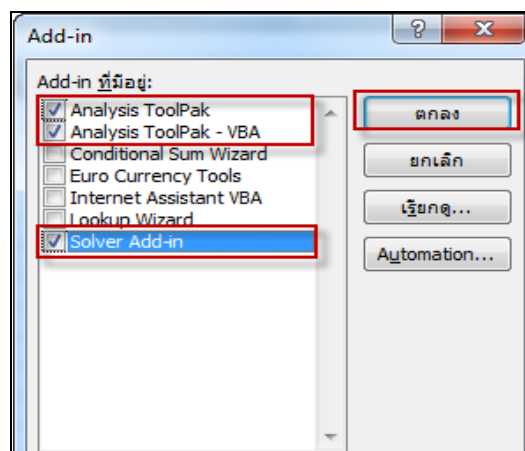 Add-in
Add-in ที่มีอยู่:
Analysis ToolPak
Analysis ToolPak - VBA
Conditional Sum Wizard
Euro Currency Tools
Internet Assistant VBA
Lookup Wizard
Solver Add-in
ตกลง
ยกเลิก
เรียกดู...
Automation...